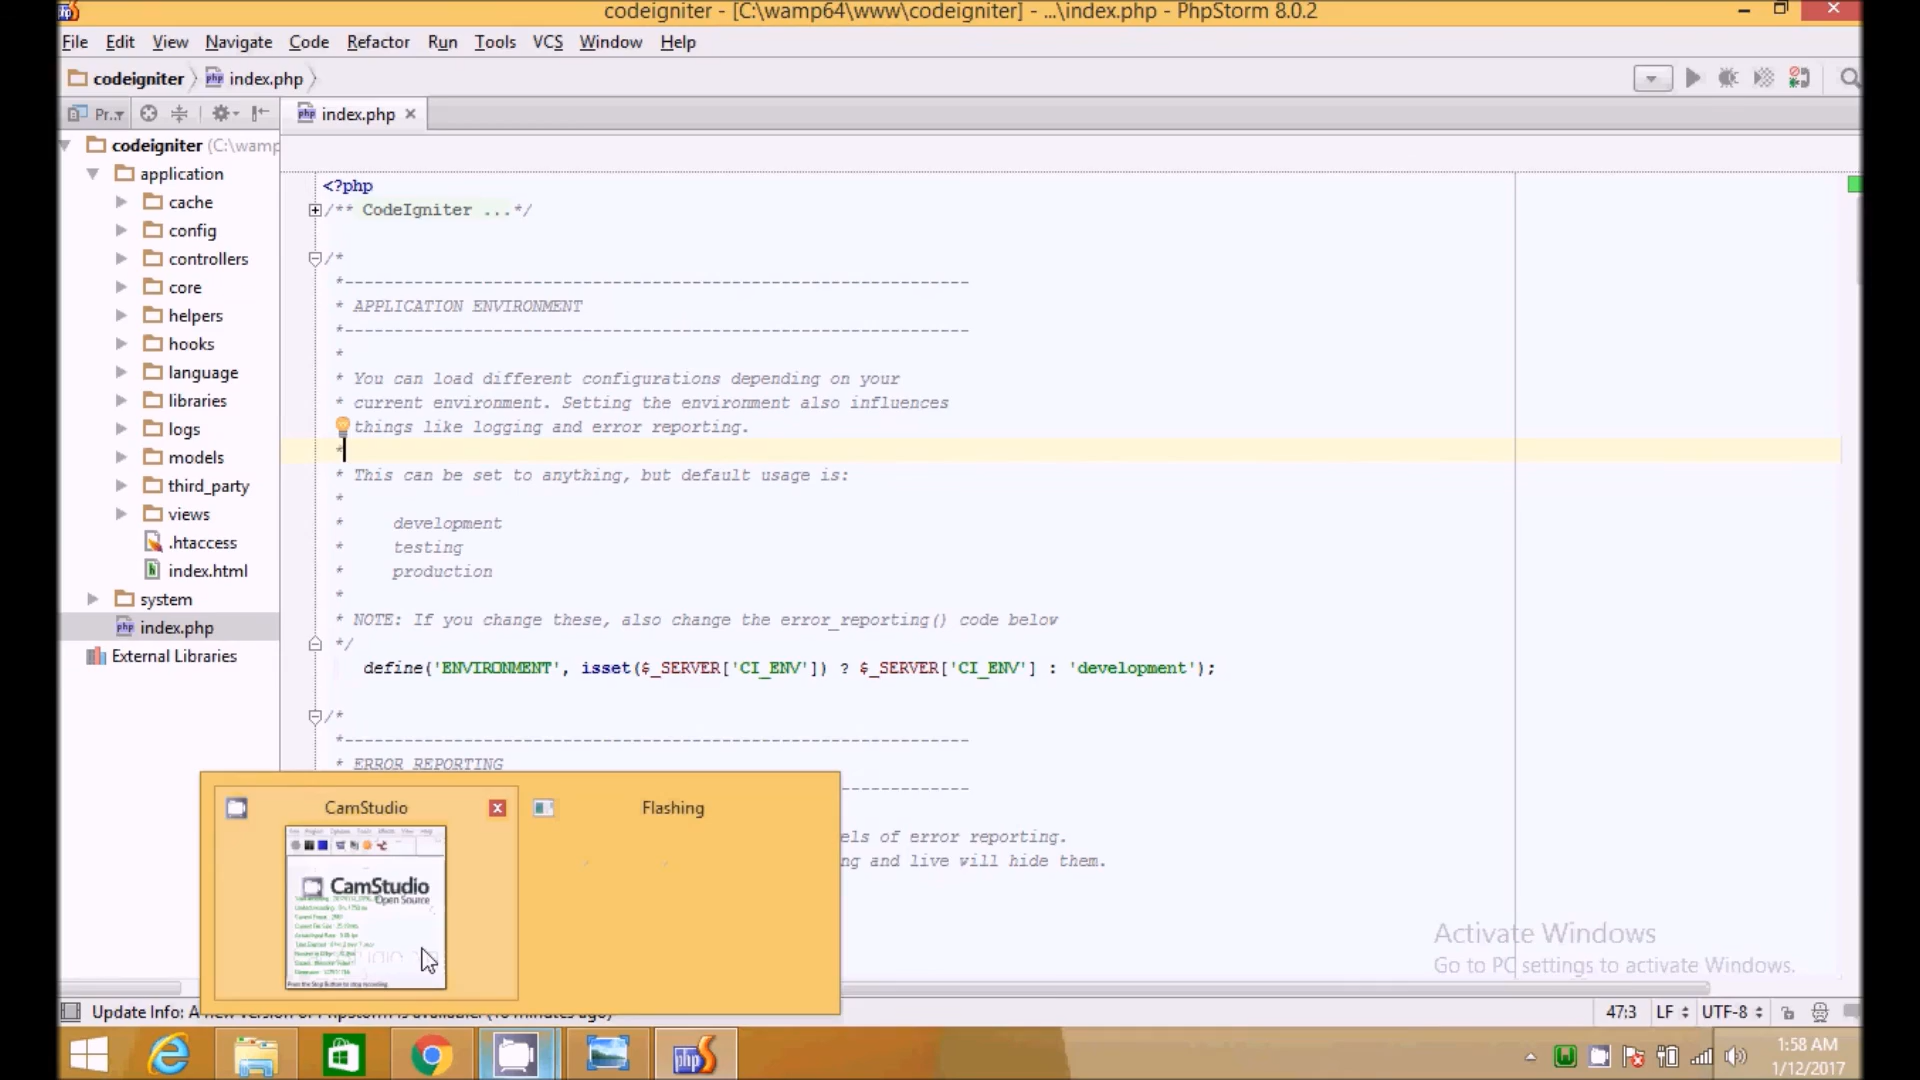 codeigniter - [C:\wamp64\www\codeigniter] - ...\index.php - PhpStorm 8.0.2
File Edit View Navigate Code Refactor Run Tools VCS Window Help
codeigniter index.php
Pr... index.php
codeigniter (C:\wamp
application
cache
config
controllers
core
helpers
hooks
language
libraries
logs
models
third_party
views
.htaccess
index.html
system
index.php
External Libraries
<?php
/** CodeIgniter ...*/
/*
*---------------------------------------------------------------
* APPLICATION ENVIRONMENT
*---------------------------------------------------------------
*
* You can load different configurations depending on your
* current environment. Setting the environment also influences
things like logging and error reporting.
*
* This can be set to anything, but default usage is:
*
* development
* testing
* production
*
* NOTE: If you change these, also change the error_reporting() code below
*/
define('ENVIRONMENT', isset($_SERVER['CI_ENV']) ? $_SERVER['CI_ENV'] : 'development');
/*
*---------------------------------------------------------------
* ERROR REPORTING
els of error reporting.
ng and live will hide them.
CamStudio Flashing
CamStudio
Open Source
Activate Windows
Go to PC settings to activate Windows.
Update Info: A new version of PhpStorm is available! 47:3 LF UTF-8
1:58 AM
1/12/2017